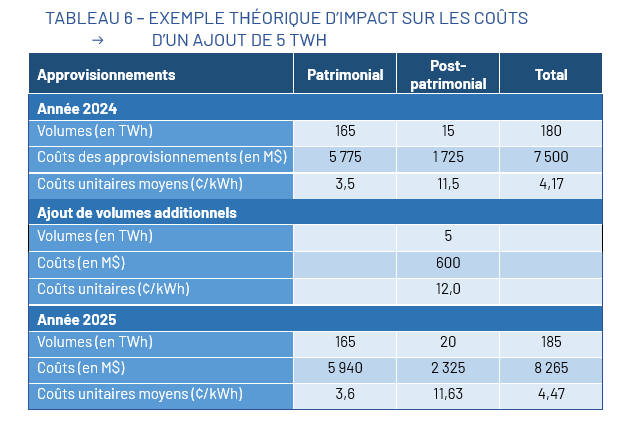 TABLEAU 6 – EXEMPLE THÉORIQUE D'IMPACT SUR LES COÛTS
→ D'UN AJOUT DE 5 TWH
Approvisionnements Patrimonial Post-patrimonial Total
Année 2024
Volumes (en TWh) 165 15 180
Coûts des approvisionnements (en M$) 5 775 1 725 7 500
Coûts unitaires moyens (¢/kWh) 3,5 11,5 4,17
Ajout de volumes additionnels
Volumes (en TWh) 5
Coûts (en M$) 600
Coûts unitaires (¢/kWh) 12,0
Année 2025
Volumes (en TWh) 165 20 185
Coûts (en M$) 5 940 2 325 8 265
Coûts unitaires moyens (¢/kWh) 3,6 11,63 4,47